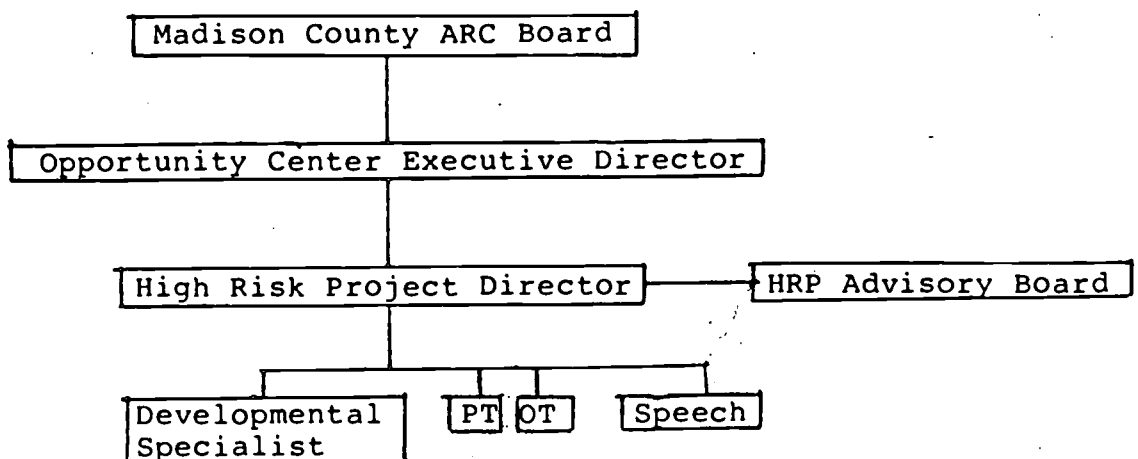 Madison County ARC Board
Opportunity Center Executive Director
High Risk Project Director
HRP Advisory Board
Developmental
Specialist
PT
OT
Speech